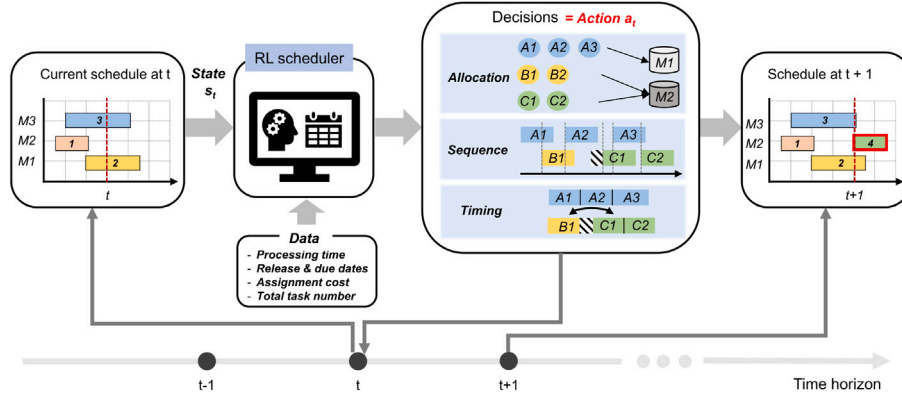 Current schedule at t
M3
3
M2
1
M1
2
t
State
s_t
RL scheduler
Data
- Processing time
- Release & due dates
- Assignment cost
- Total task number
Decisions = Action a_t
Allocation
A1 A2 A3
B1 B2
C1 C2
M1
M2
Sequence
A1 A2 A3
B1 C1 C2
Timing
A1 A2 A3
B1 C1 C2
Schedule at t + 1
M3
3
M2
1
4
M1
2
t+1
t-1
t
t+1
Time horizon